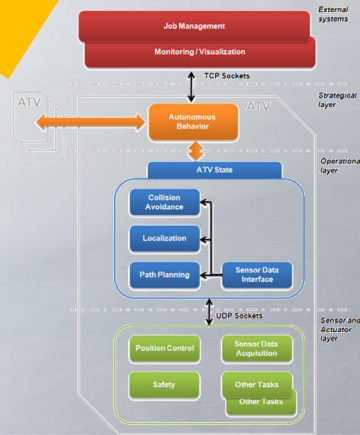 Job Management
External
systems
Monitoring / Visualization
TCP Sockets
Strategical
layer
ATV
ATV
Autonomous
Behavior
Operational
layer
ATV State
Collision
Avoidance
Localization
Path Planning
Sensor Data
Interface
UDP Sockets
Sensor and
Actuator
layer
Position Control
Sensor Data
Acquisition
Safety
Other Tasks
Other Tasks